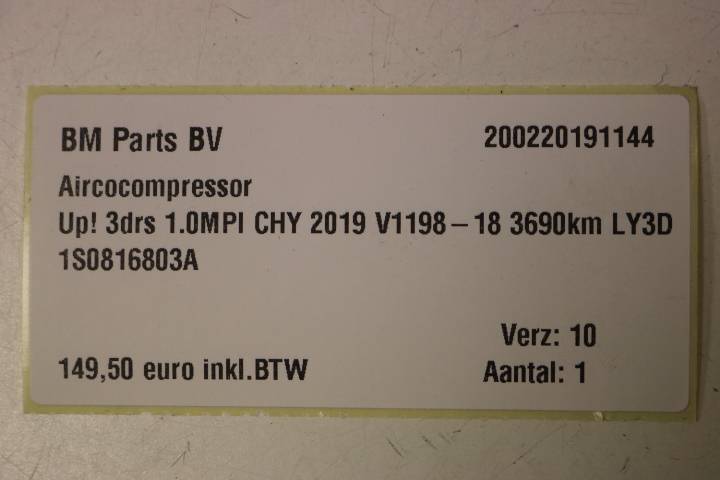 BM Parts BV 200220191144
Aircocompressor
Up! 3drs 1.0MPI CHY 2019 V1198-18 3690km LY3D
1S0816803A
Verz: 10
149,50 euro inkl.BTW Aantal: 1